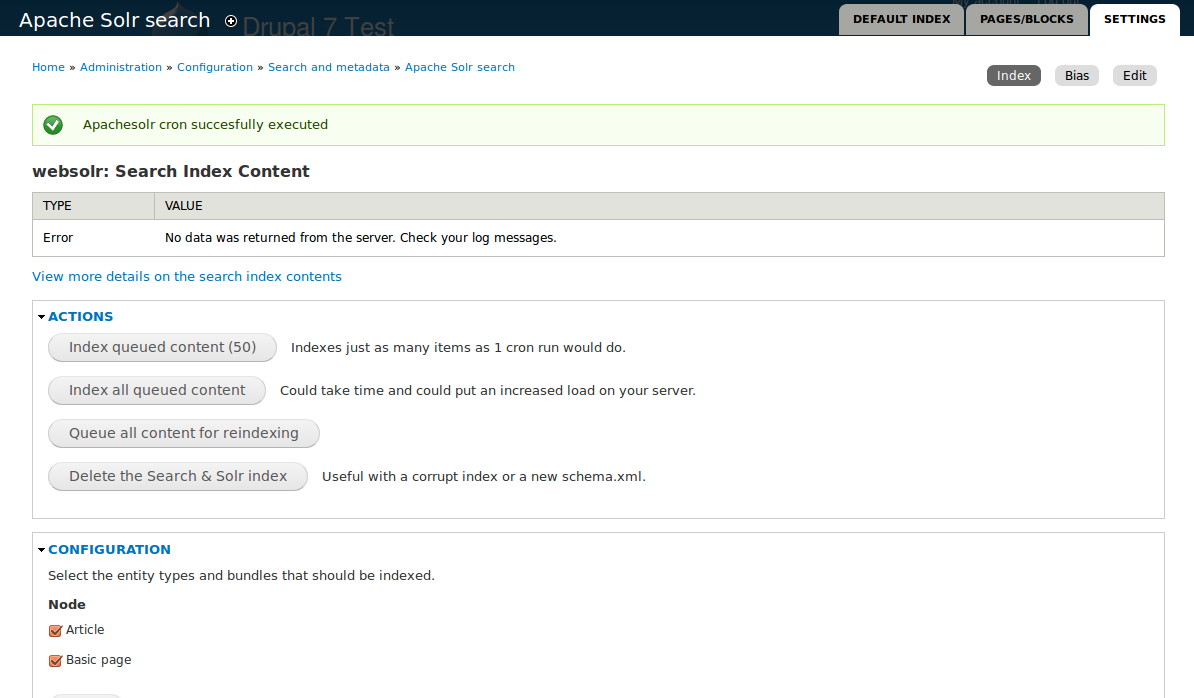 Apache Solr search
Drupal 7 Test
DEFAULT INDEX
PAGES/BLOCKS
SETTINGS
Home » Administration » Configuration » Search and metadata » Apache Solr search
Index
Bias
Edit
Apachesolr cron succesfully executed
websolr: Search Index Content
TYPE VALUE
Error No data was returned from the server. Check your log messages.
View more details on the search index contents
ACTIONS
Index queued content (50) Indexes just as many items as 1 cron run would do.
Index all queued content Could take time and could put an increased load on your server.
Queue all content for reindexing
Delete the Search & Solr index Useful with a corrupt index or a new schema.xml.
CONFIGURATION
Select the entity types and bundles that should be indexed.
Node
Article
Basic page